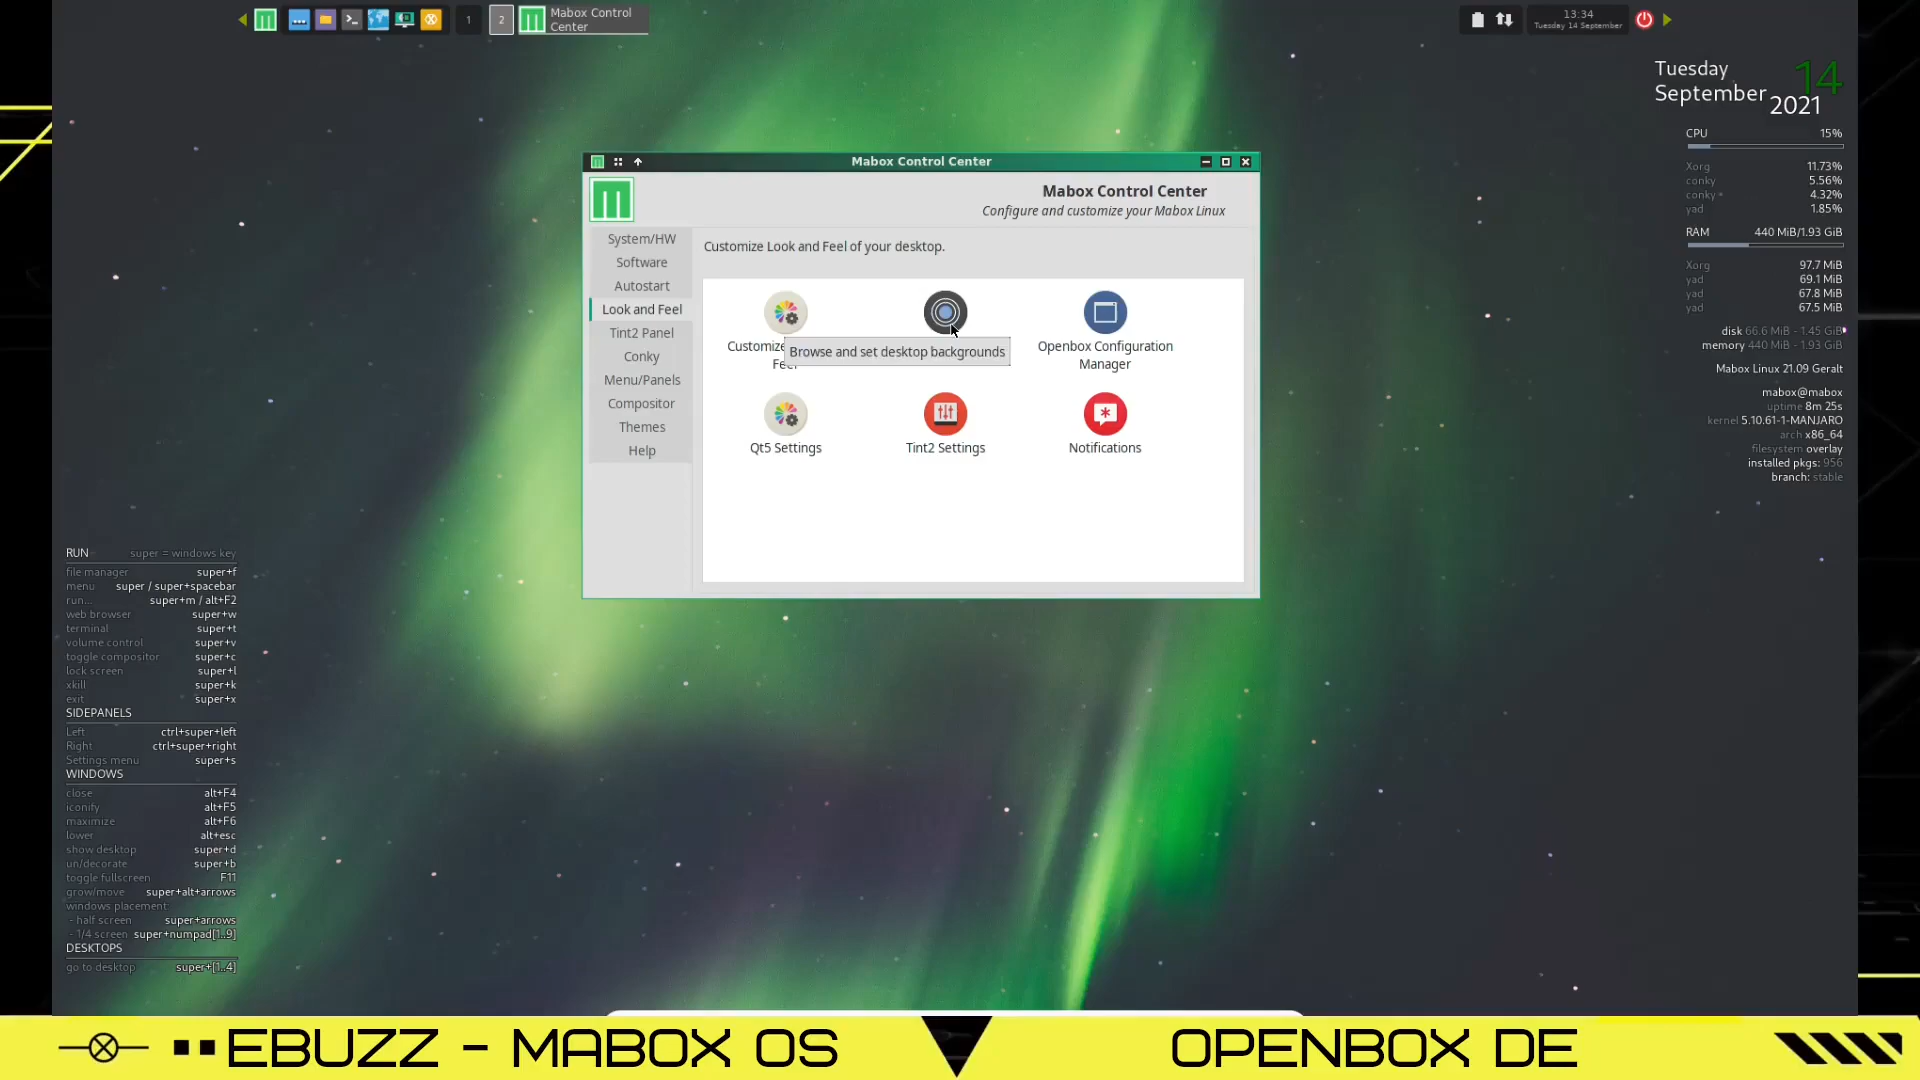 1
2
Mabox Control
Center
13:34
Tuesday 14 September
Tuesday
September
14
2021
CPU 15%
Xorg 11.73%
conky 5.56%
conky * 4.32%
yad 1.85%
RAM 440 MiB/1.93 GiB
Xorg 97.7 MiB
yad 69.1 MiB
yad 67.8 MiB
yad 67.5 MiB
disk 66.6 MiB - 1.45 GiB
memory 440 MiB - 1.93 GiB
Mabox Linux 21.09 Geralt
mabox@mabox
uptime 8m 25s
kernel 5.10.61-1-MANJARO
arch x86_64
filesystem overlay
installed pkgs: 956
branch: stable
Mabox Control Center
Mabox Control Center
Configure and customize your Mabox Linux
System/HW
Software
Autostart
Look and Feel
Tint2 Panel
Conky
Menu/Panels
Compositor
Themes
Help
Customize Look and Feel of your desktop.
Customize
Feel
Browse and set desktop backgrounds
Openbox Configuration
Manager
Qt5 Settings
Tint2 Settings
Notifications
RUN super = windows key
file manager super+f
menu super / super+spacebar
run... super+m / alt+F2
web browser super+w
terminal super+t
volume control super+v
toggle compositor super+c
lock screen super+l
xkill super+k
exit super+x
SIDEPANELS
Left ctrl+super+left
Right ctrl+super+right
Settings menu super+s
WINDOWS
close alt+F4
iconify alt+F5
maximize alt+F6
lower alt+esc
show desktop super+d
un/decorate super+b
toggle fullscreen F11
grow/move super+alt+arrows
windows placement:
- half screen super+arrows
- 1/4 screen super+numpad[1..9]
DESKTOPS
go to desktop super+[1..4]
EBUZZ - MABOX OS
OPENBOX DE